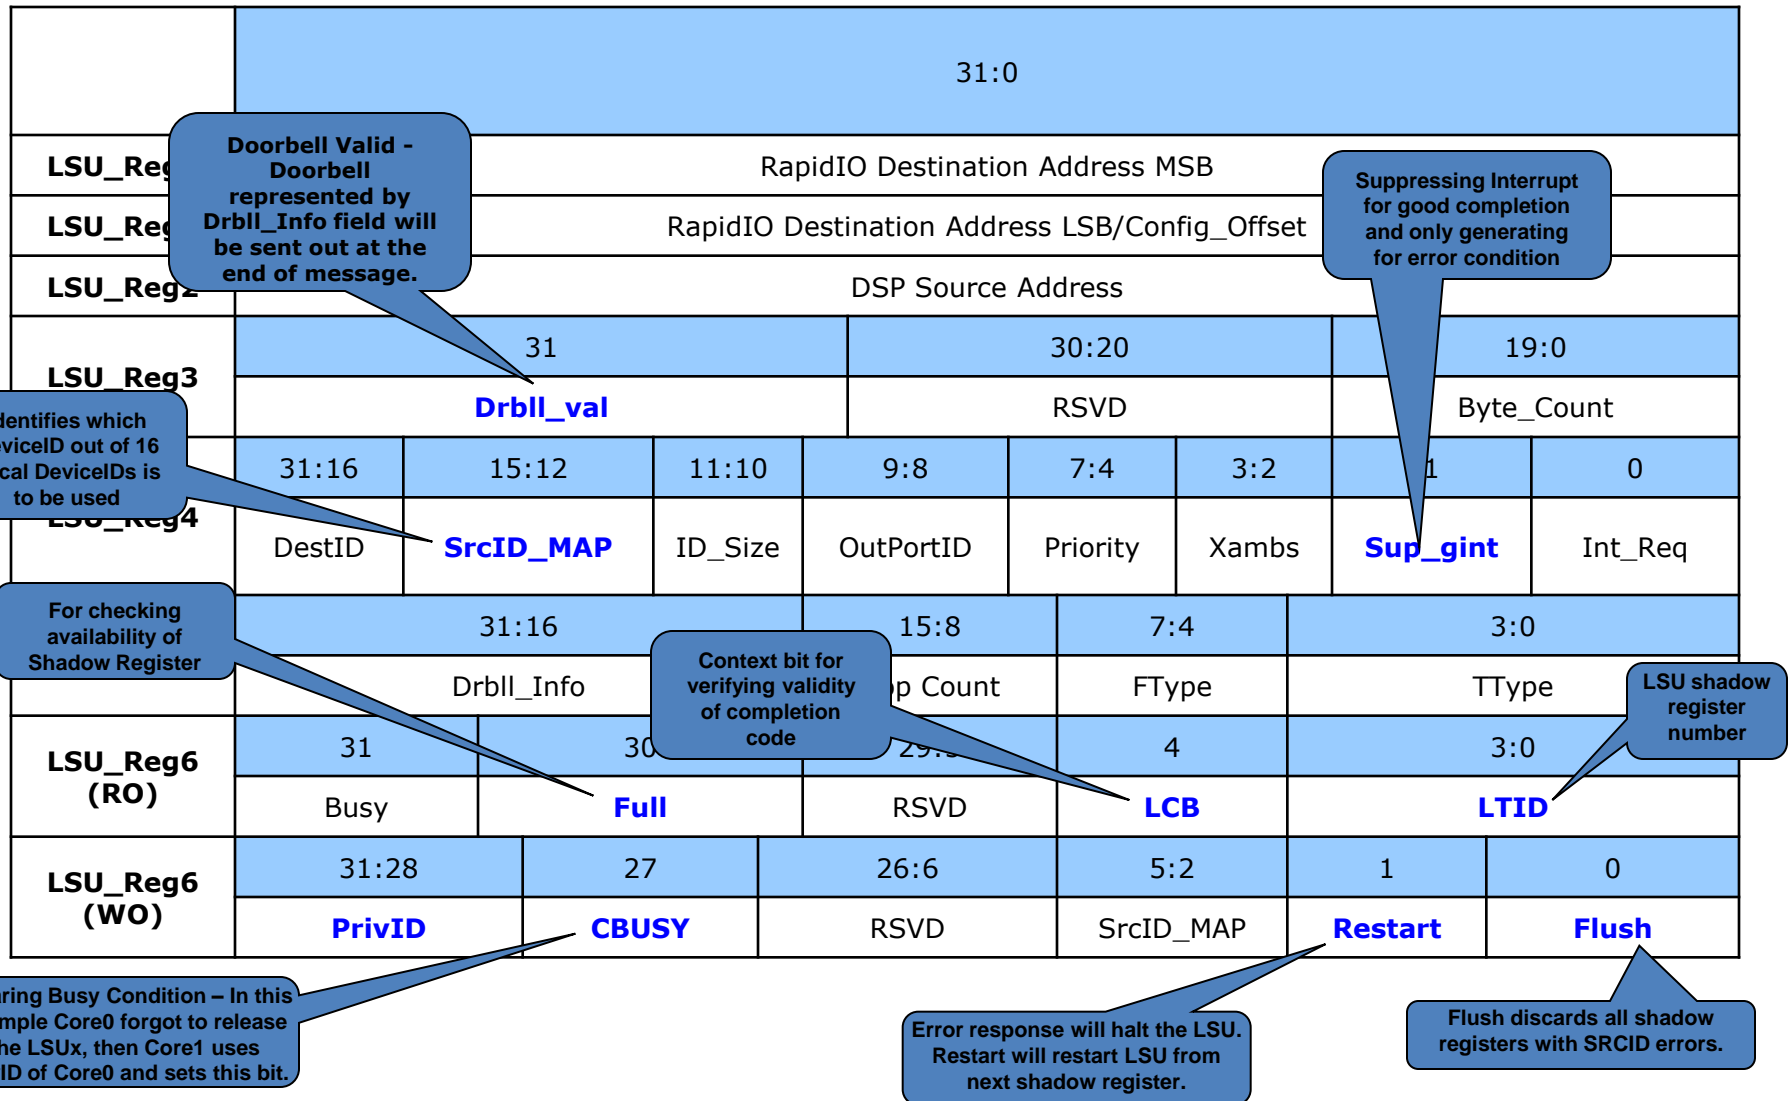 31:0
Doorbell Valid -
Doorbell
represented by
Drbll_Info field will
be sent out at the
end of message.
LSU_Reg
RapidIO Destination Address MSB
Suppressing Interrupt
for good completion
and only generating
for error condition
LSU_Reg
RapidIO Destination Address LSB/Config_Offset
LSU_Reg2
DSP Source Address
LSU_Reg3
31
30:20
19:0
Drbll_val
RSVD
Byte_Count
dentifies which
eviceID out of 16
cal DeviceIDs is
to be used
LSU_Reg4
31:16
15:12
11:10
9:8
7:4
3:2
1
0
DestID
SrcID_MAP
ID_Size
OutPortID
Priority
Xambs
Sup_gint
Int_Req
For checking
availability of
Shadow Register
31:16
15:8
7:4
3:0
Drbll_Info
p Count
FType
TType
Context bit for
verifying validity
of completion
code
LSU shadow
register
number
LSU_Reg6
(RO)
31
30
4
3:0
Busy
Full
RSVD
LCB
LTID
LSU_Reg6
(WO)
31:28
27
26:6
5:2
1
0
PrivID
CBUSY
RSVD
SrcID_MAP
Restart
Flush
aring Busy Condition – In this
mple Core0 forgot to release
he LSUx, then Core1 uses
ID of Core0 and sets this bit.
Error response will halt the LSU.
Restart will restart LSU from
next shadow register.
Flush discards all shadow
registers with SRCID errors.